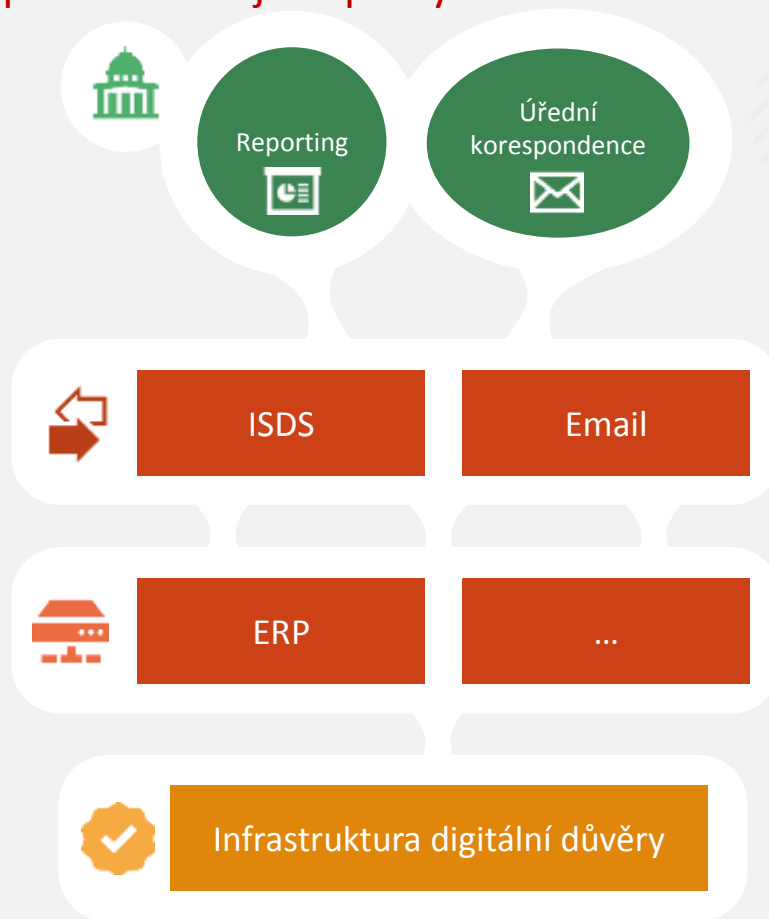 Reporting
Úřední
korespondence
ISDS
Email
ERP
...
Infrastruktura digitální důvěry